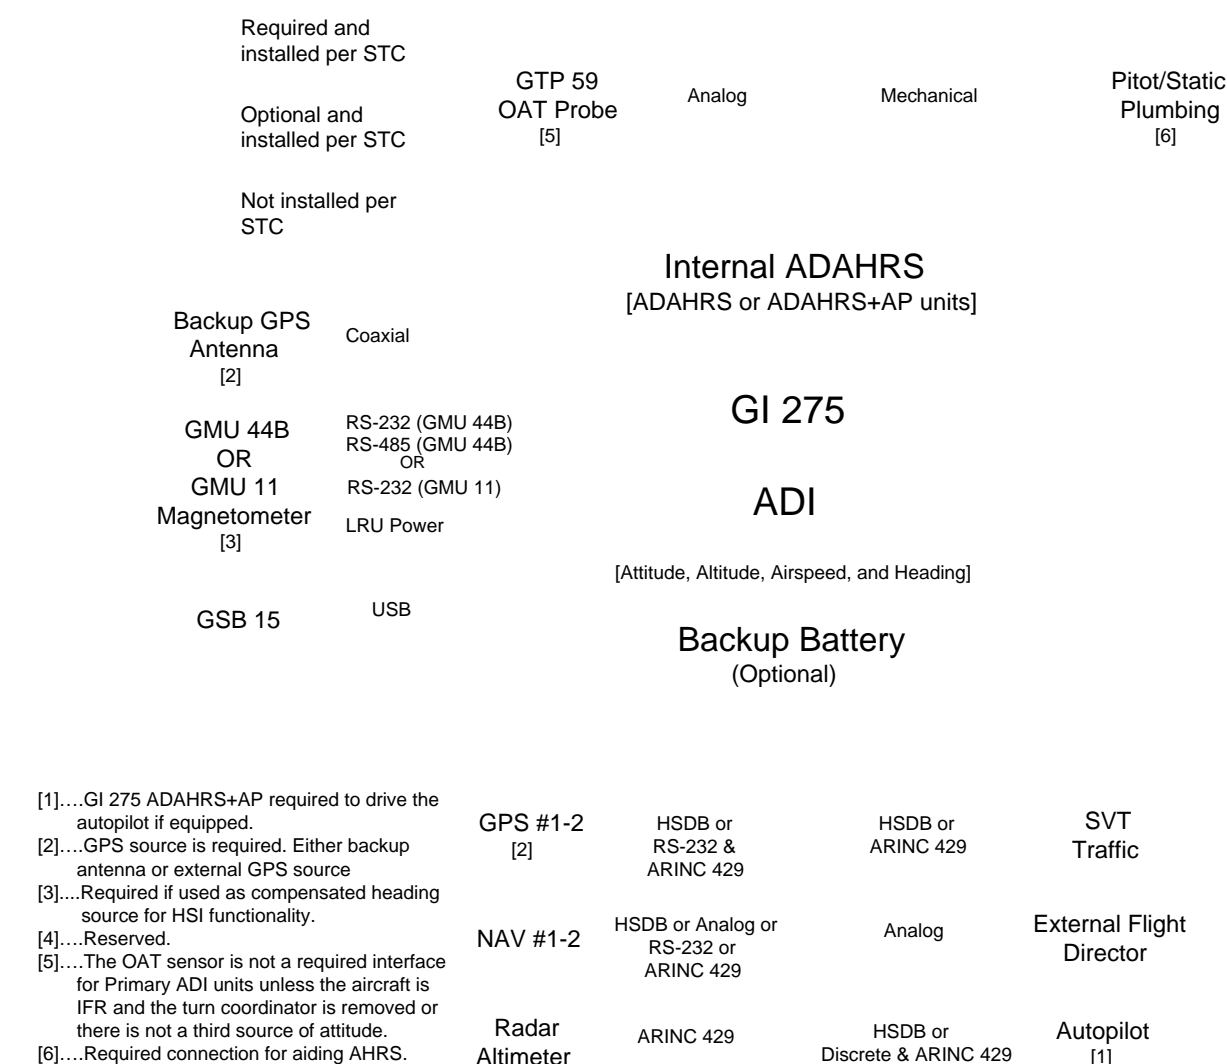 Required and
installed per STC
Optional and
installed per STC
Not installed per
STC
GTP 59
OAT Probe
[5]
Analog
Mechanical
Pitot/Static
Plumbing
[6]
Internal ADAHRS
[ADAHRS or ADAHRS+AP units]
Backup GPS
Antenna
[2]
Coaxial
GI 275
GMU 44B
OR
GMU 11
Magnetometer
[3]
RS-232 (GMU 44B)
RS-485 (GMU 44B)
OR
RS-232 (GMU 11)
LRU Power
ADI
[Attitude, Altitude, Airspeed, and Heading]
GSB 15
USB
Backup Battery
(Optional)
[1]….GI 275 ADAHRS+AP required to drive the
autopilot if equipped.
[2]….GPS source is required. Either backup
antenna or external GPS source
[3]....Required if used as compensated heading
source for HSI functionality.
[4]….Reserved.
[5]….The OAT sensor is not a required interface
for Primary ADI units unless the aircraft is
IFR and the turn coordinator is removed or
there is not a third source of attitude.
[6]….Required connection for aiding AHRS.
GPS #1-2
[2]
HSDB or
RS-232 &
ARINC 429
HSDB or
ARINC 429
SVT
Traffic
NAV #1-2
HSDB or Analog or
RS-232 or
ARINC 429
Analog
External Flight
Director
Radar
Altimeter
ARINC 429
HSDB or
Discrete & ARINC 429
Autopilot
[1]